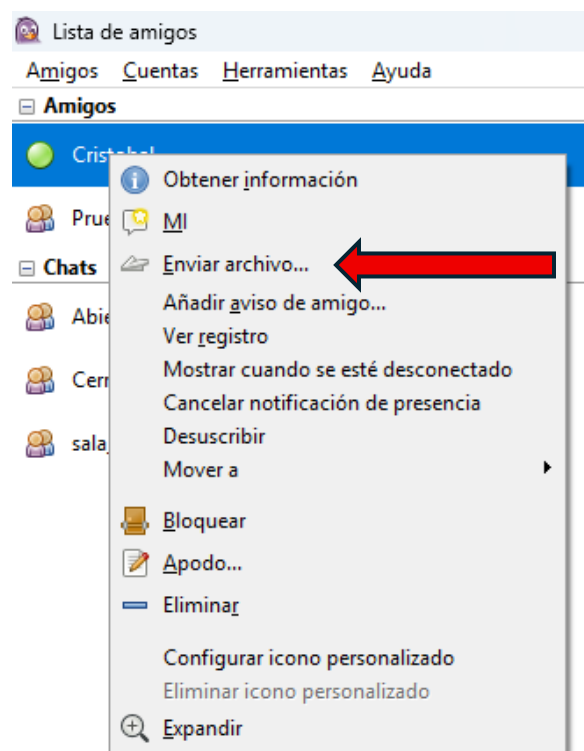 Lista de amigos
Amigos Cuentas Herramientas Ayuda
Amigos
Obtener información
MI
Enviar archivo...
Chats
Añadir aviso de amigo...
Ver registro
Mostrar cuando se esté desconectado
Cancelar notificación de presencia
Desuscribir
sala
Mover a
Bloquear
Apodo...
Eliminar
Configurar icono personalizado
Eliminar icono personalizado
Expandir